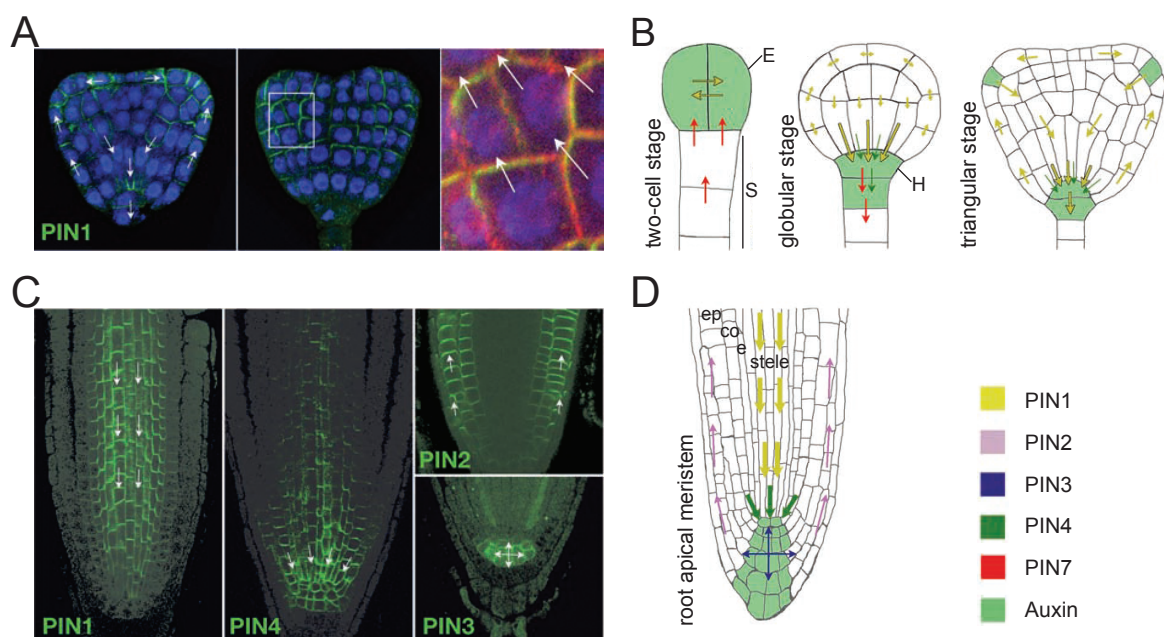 A
PIN1
B
two-cell stage
E
S
globular stage
H
triangular stage
C
PIN1
PIN4
PIN2
PIN3
D
root apical meristem
ep
co
e
stele
PIN1
PIN2
PIN3
PIN4
PIN7
Auxin